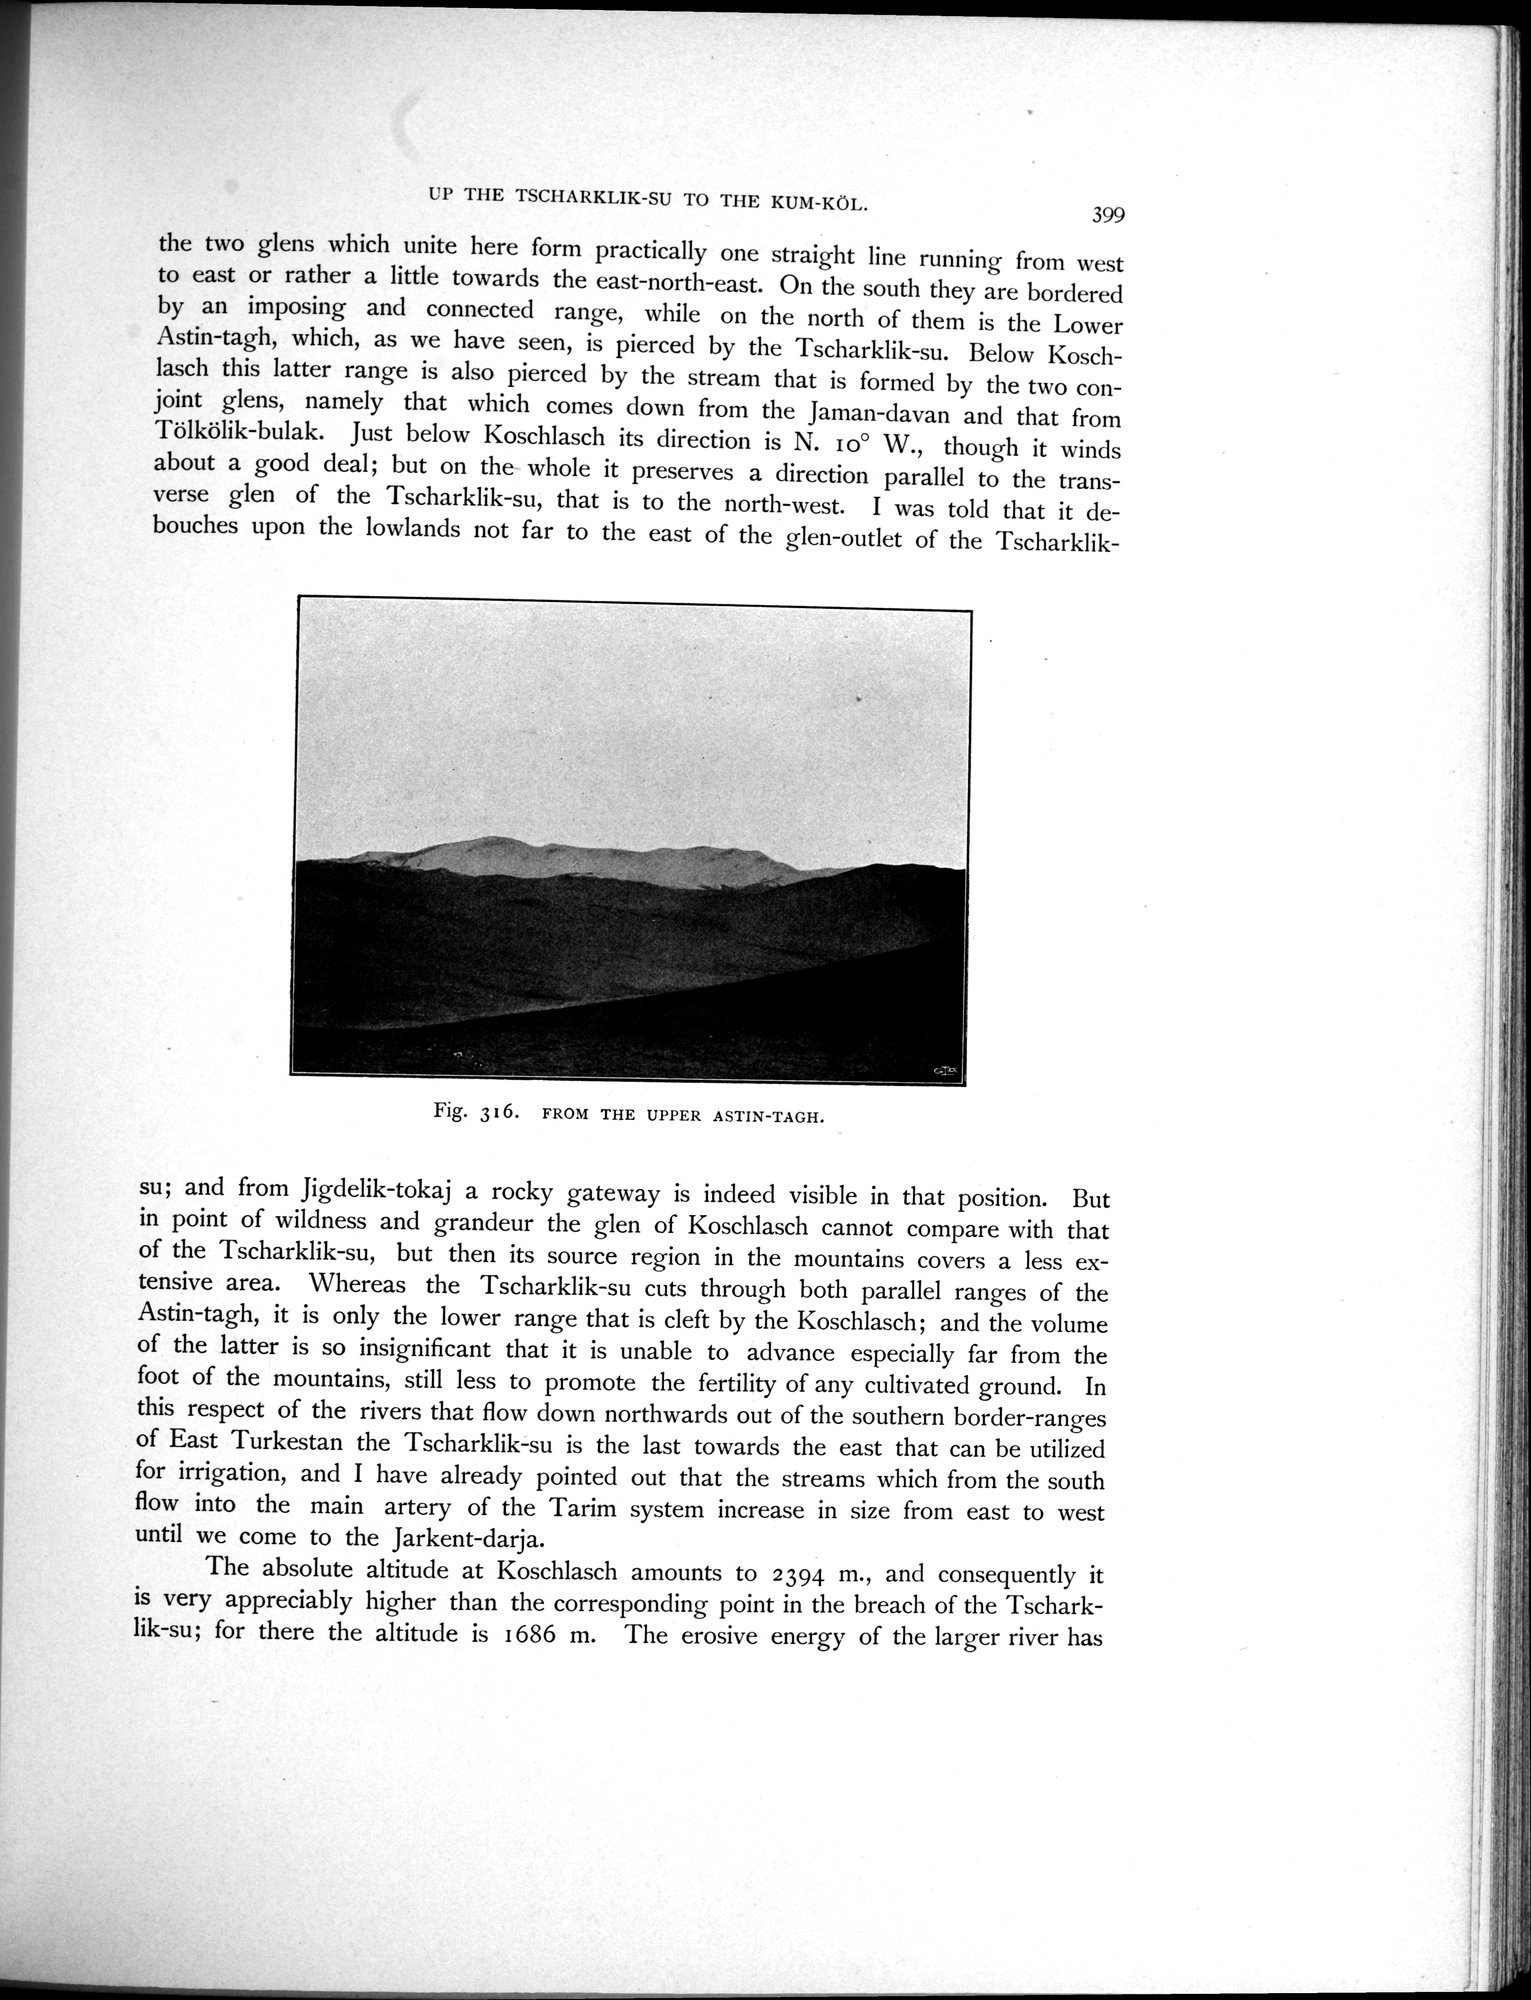 UP THE TSCHARKLIK-SU TO THE KUM-KÖL.
399
the two glens which unite here form practically one straight line running from west
to east or rather a little towards the east-north-east. On the south they are bordered
by an imposing and connected range, while on the north of them is the Lower
Astin-tagh, which, as we have seen, is pierced by the Tscharklik-su. Below Kosch-
lasch this latter range is also pierced by the stream that is formed by the two con-
joint glens, namely that which comes down from the Jaman-davan and that from
Tölkölik-bulak. Just below Koschlasch its direction is N. 10° W., though it winds
about a good deal; but on the whole it preserves a direction parallel to the trans-
verse glen of the Tscharklik-su, that is to the north-west. I was told that it de-
bouches upon the lowlands not far to the east of the glen-outlet of the Tscharklik-
Fig. 316. FROM THE UPPER ASTIN-TAGH.
su; and from Jigdelik-tokaj a rocky gateway is indeed visible in that position. But
in point of wildness and grandeur the glen of Koschlasch cannot compare with that
of the Tscharklik-su, but then its source region in the mountains covers a less ex-
tensive area. Whereas the Tscharklik-su cuts through both parallel ranges of the
Astin-tagh, it is only the lower range that is cleft by the Koschlasch; and the volume
of the latter is so insignificant that it is unable to advance especially far from the
foot of the mountains, still less to promote the fertility of any cultivated ground. In
this respect of the rivers that flow down northwards out of the southern border-ranges
of East Turkestan the Tscharklik-su is the last towards the east that can be utilized
for irrigation, and I have already pointed out that the streams which from the south
flow into the main artery of the Tarim system increase in size from east to west
until we come to the Jarkent-darja.
The absolute altitude at Koschlasch amounts to 2394 m., and consequently it
is very appreciably higher than the corresponding point in the breach of the Tschark-
lik-su; for there the altitude is 1686 m. The erosive energy of the larger river has